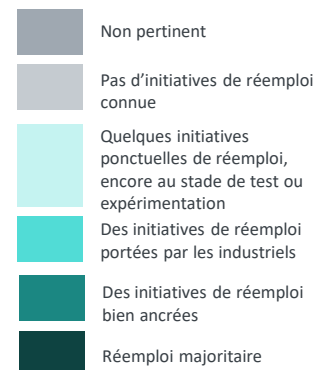 Non pertinent
Pas d'initiatives de réemploi
connue
Quelques initiatives
ponctuelles de réemploi,
encore au stade de test ou
expérimentation
Des initiatives de réemploi
portées par les industriels
Des initiatives de réemploi
bien ancrées
Réemploi majoritaire